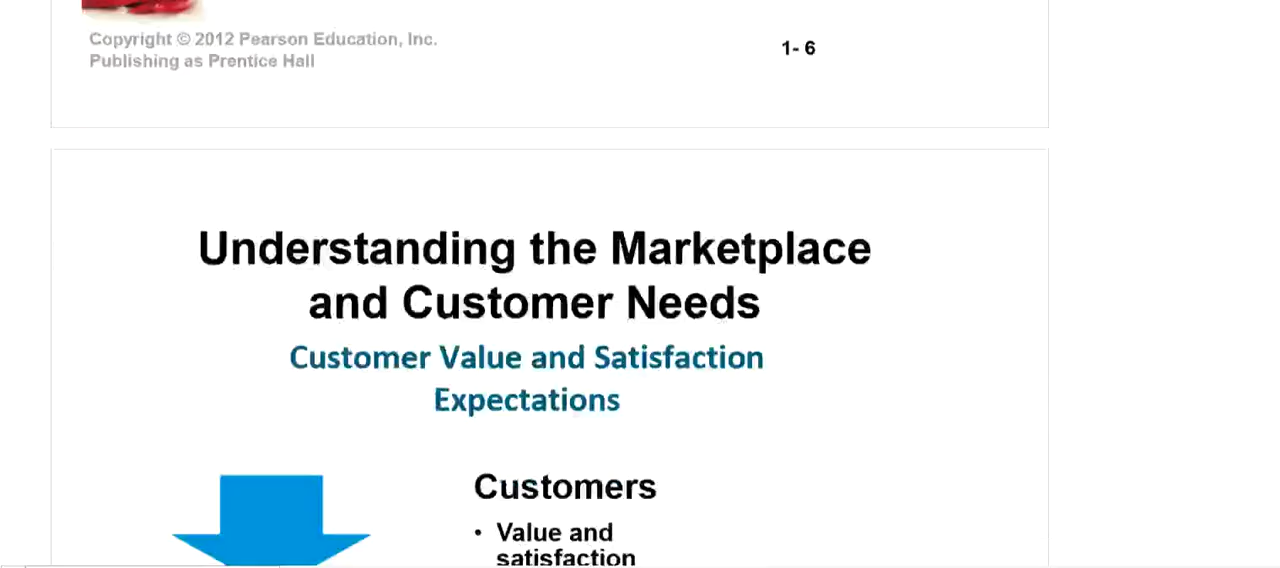 Copyright © 2012 Pearson Education, Inc.
Publishing as Prentice Hall
1- 6
Understanding the Marketplace
and Customer Needs
Customer Value and Satisfaction
Expectations
Customers
• Value and
satisfaction